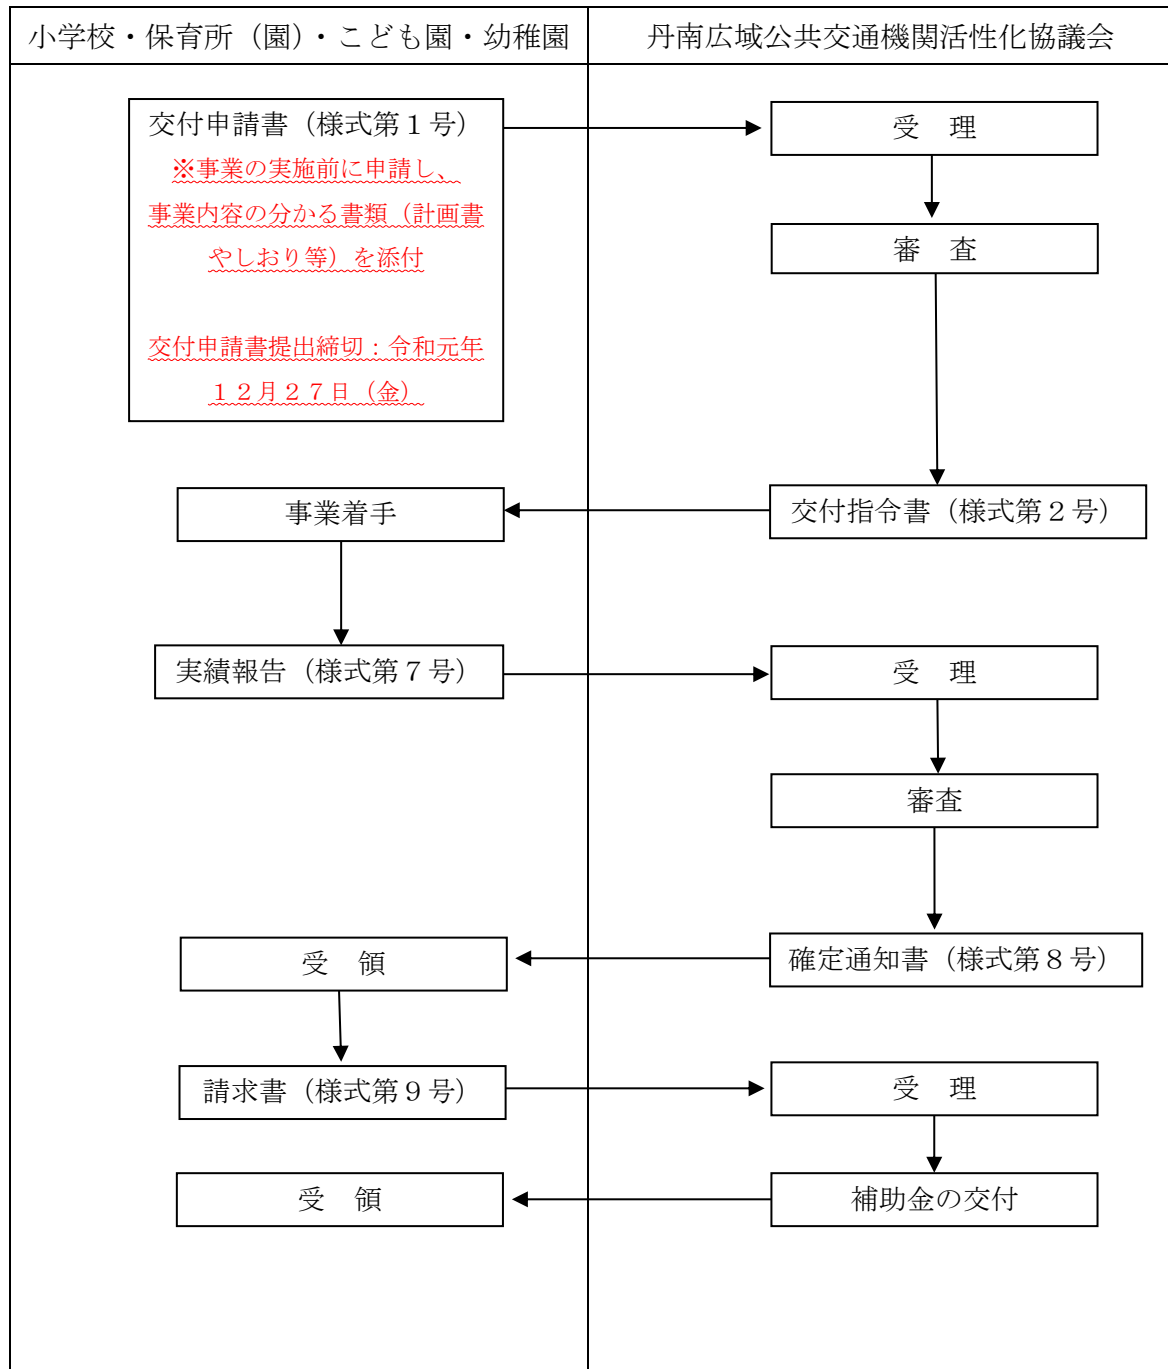 小学校・保育所（園）・こども園・幼稚園
丹南広域公共交通機関活性化協議会
交付申請書（様式第１号）
※事業の実施前に申請し、
事業内容の分かる書類（計画書
やしおり等）を添付
交付申請書提出締切：令和元年
１２月２７日（金）
受　理
審　査
交付指令書（様式第２号）
事業着手
実績報告（様式第７号）
受　理
審査
確定通知書（様式第８号）
受　領
請求書（様式第９号）
受　理
補助金の交付
受　領